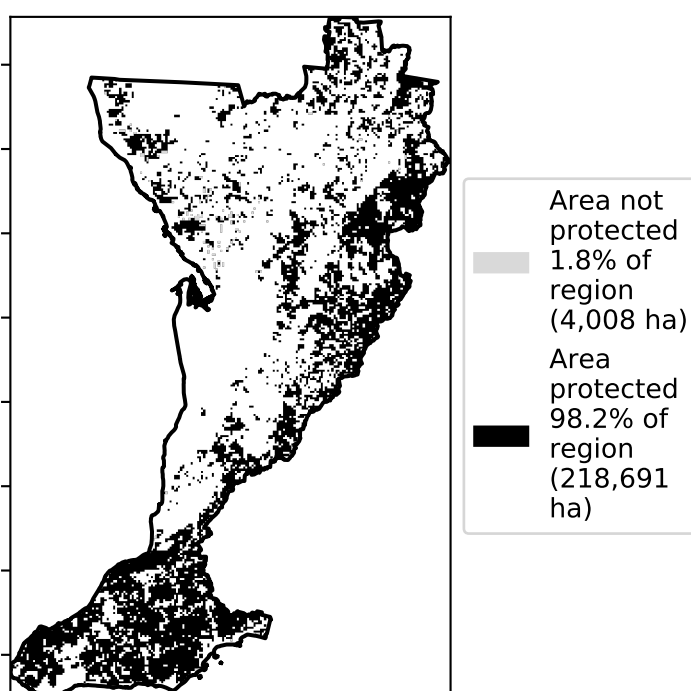 Area not
protected
1.8% of
region
(4,008 ha)
Area
protected
98.2% of
region
(218,691
ha)